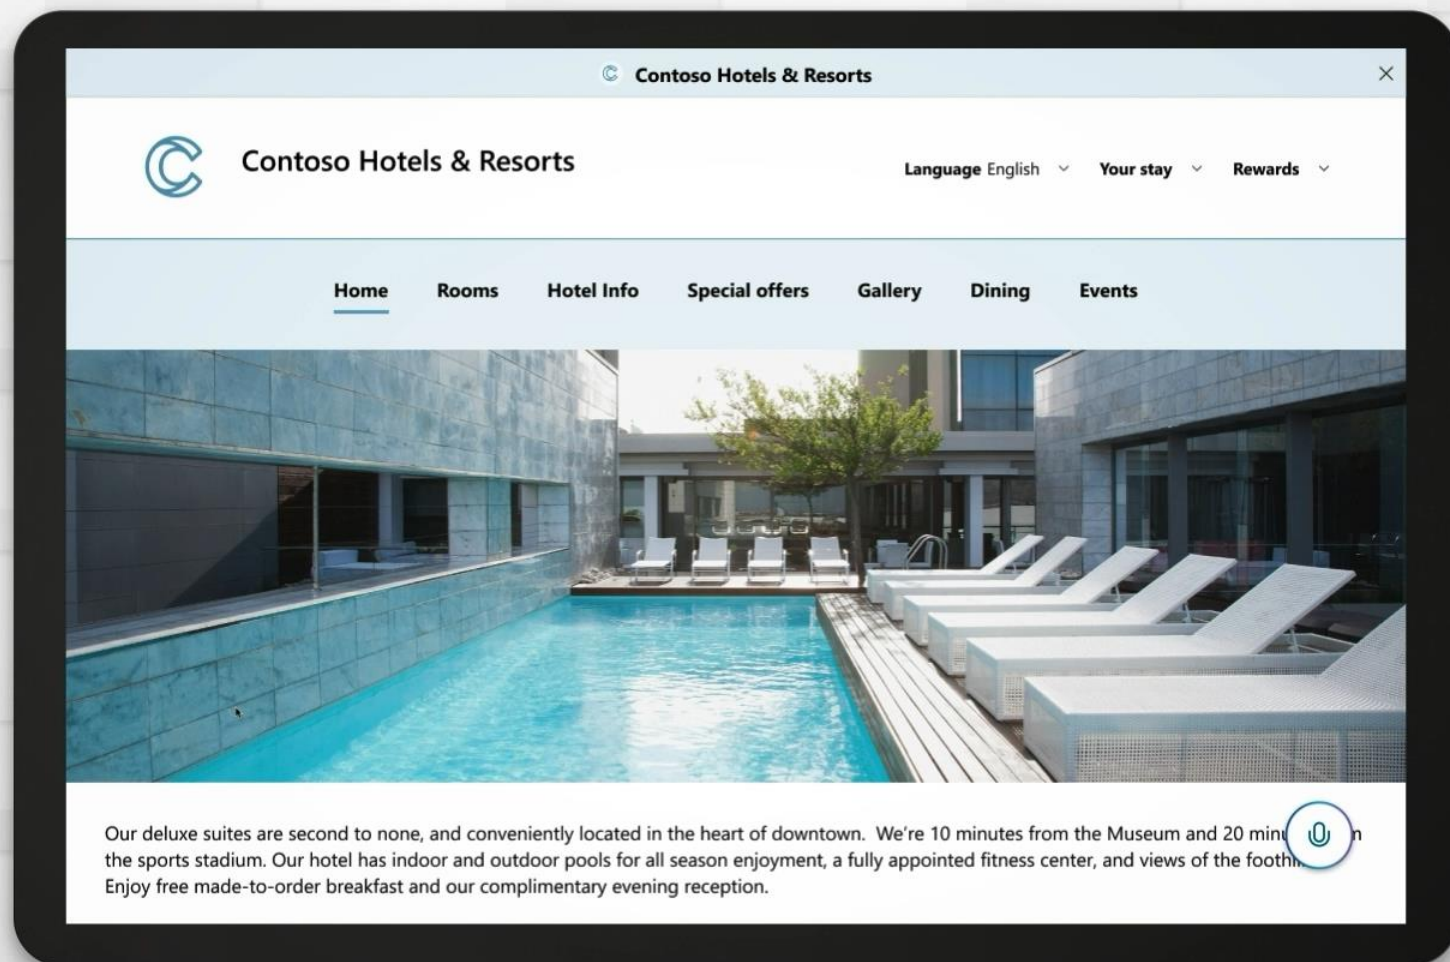 Contoso Hotels & Resorts
Contoso Hotels & Resorts
Language English Your stay Rewards
Home Rooms Hotel Info Special offers Gallery Dining Events
Our deluxe suites are second to none, and conveniently located in the heart of downtown.  We're 10 minutes from the Museum and 20
the sports stadium. Our hotel has indoor and outdoor pools for all season enjoyment, a fully appointed fitness center, and views of the
Enjoy free made-to-order breakfast and our complimentary evening reception.